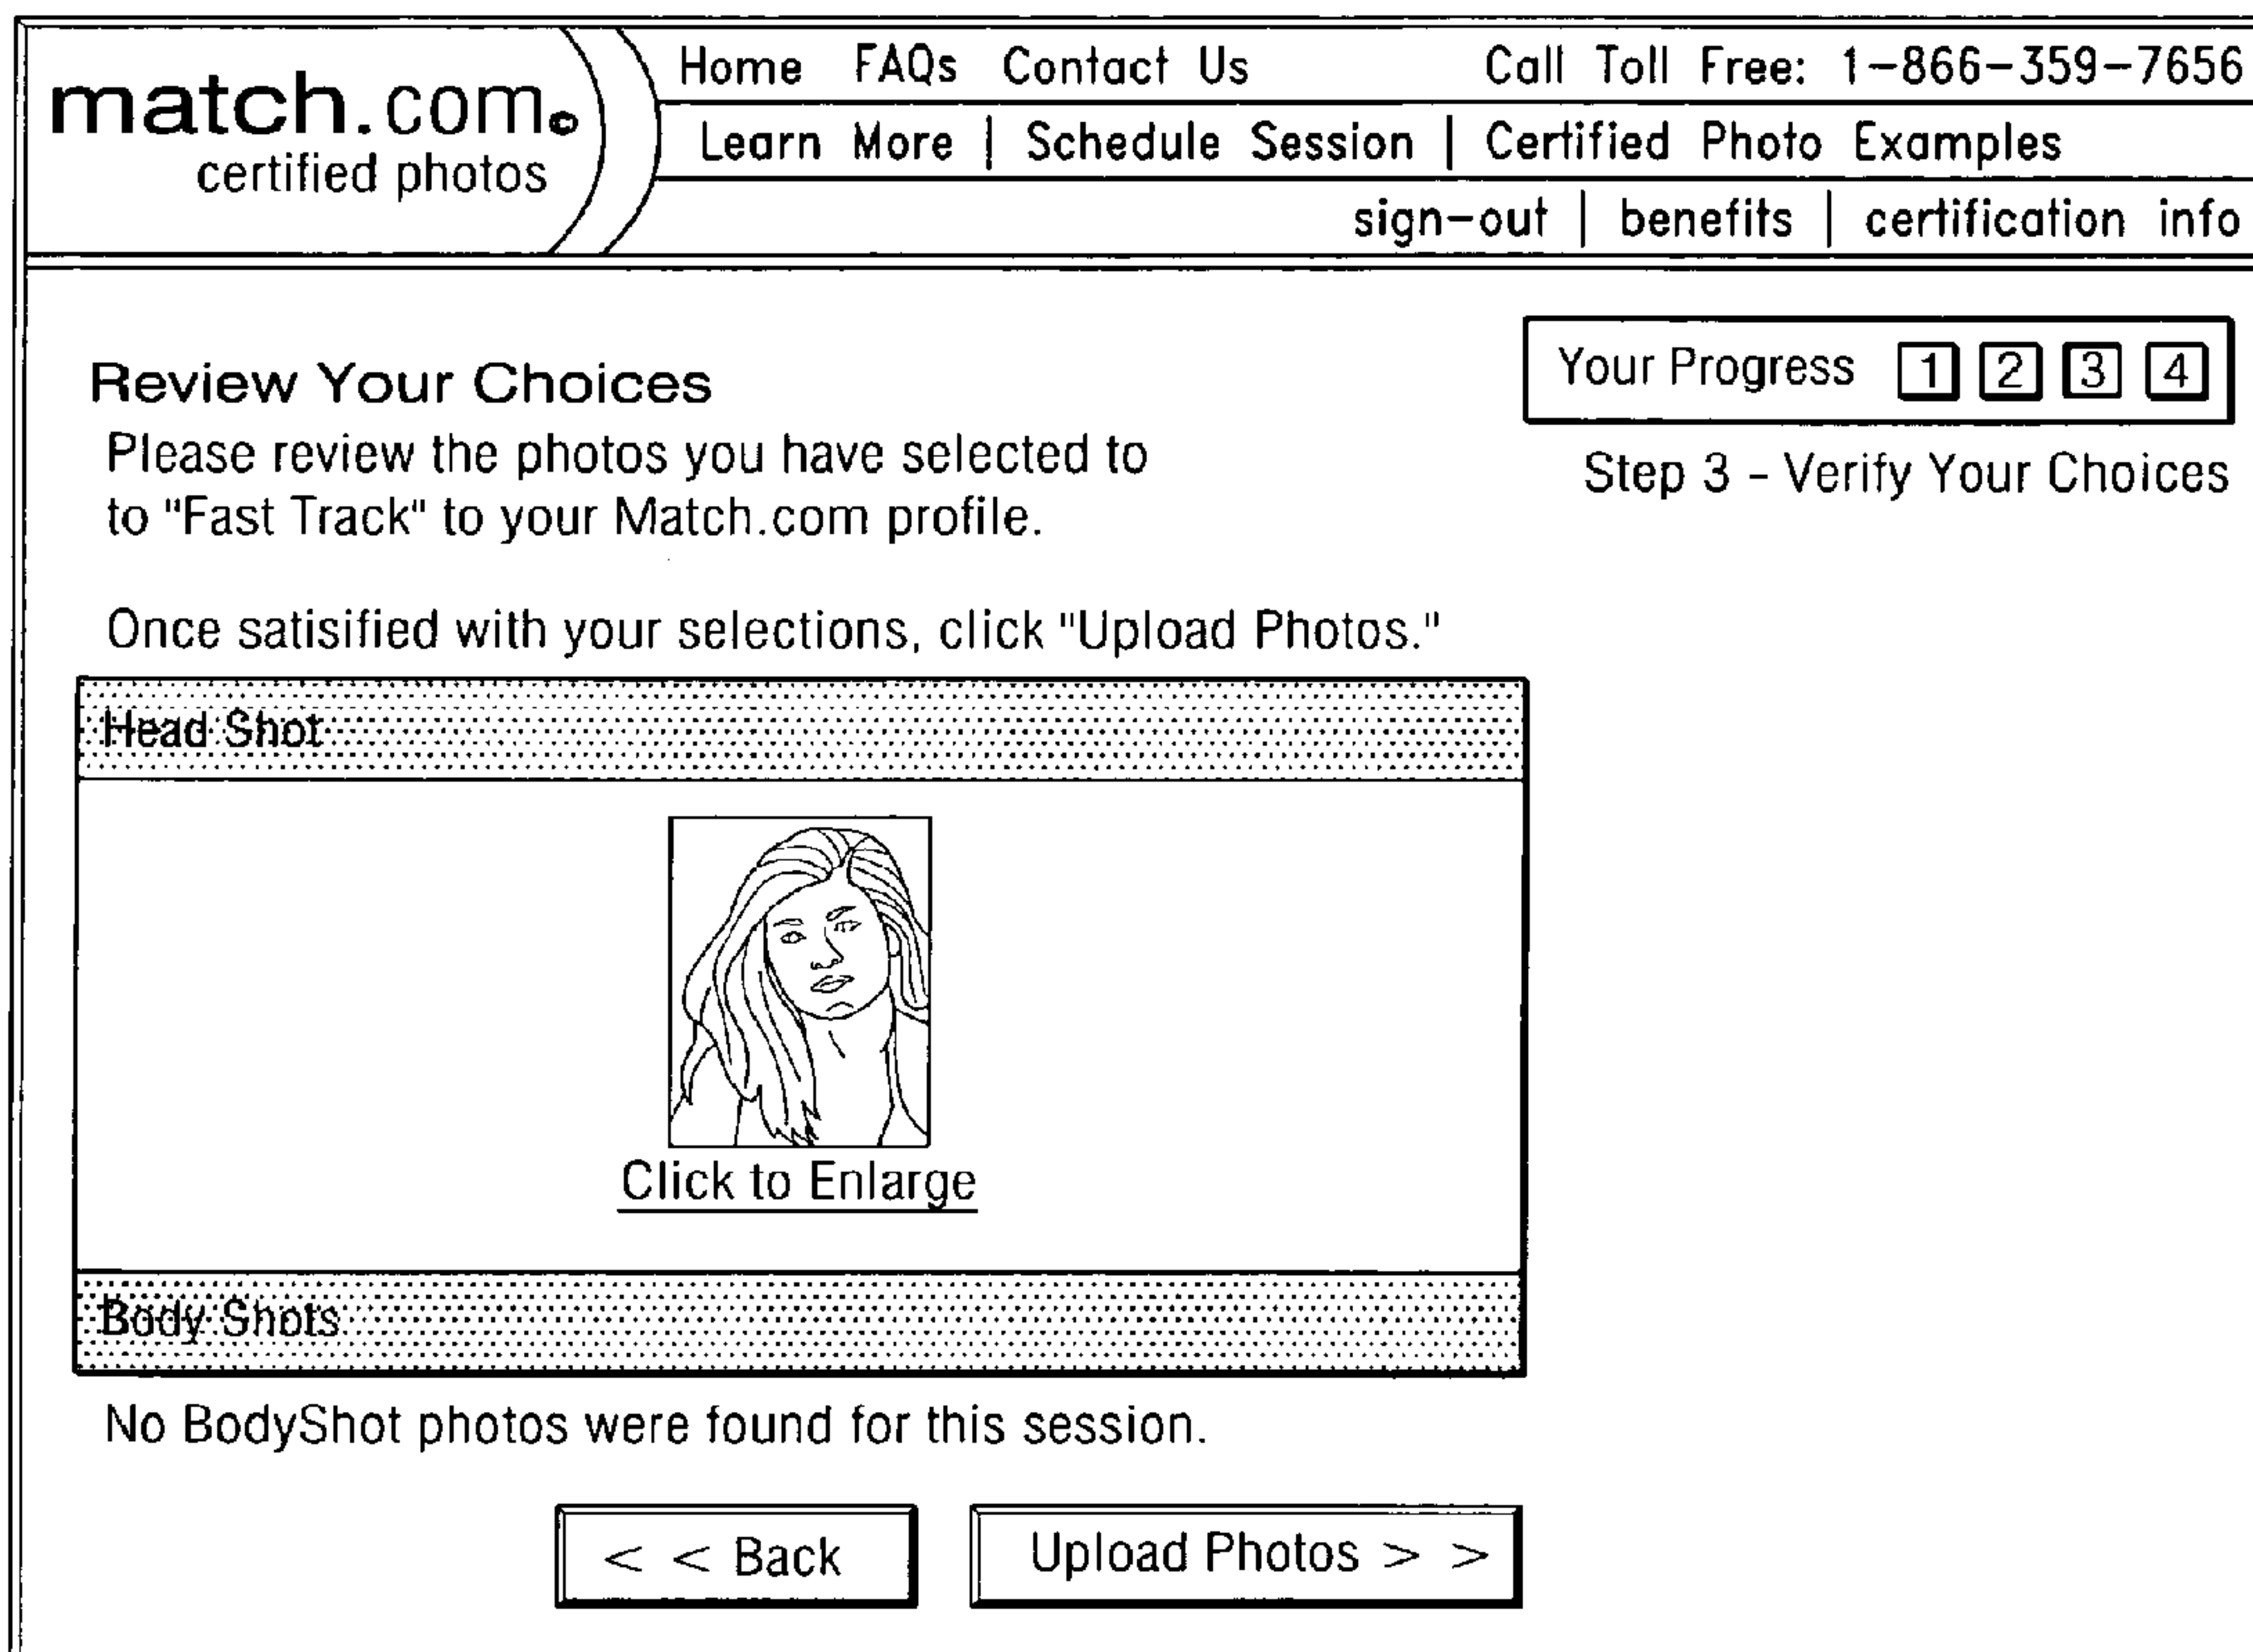 match.com©
certified photos
Home FAQs Contact Us Call Toll Free: 1-866-359-7656
Learn More | Schedule Session | Certified Photo Examples
sign-out | benefits | certification info
Your Progress 1 2 3 4
Step 3 - Verify Your Choices
Review Your Choices
Please review the photos you have selected to
to "Fast Track" to your Match.com profile.
Once satisified with your selections, click "Upload Photos."
Head Shot
Click to Enlarge
Body Shots
No BodyShot photos were found for this session.
< < Back
Upload Photos > >